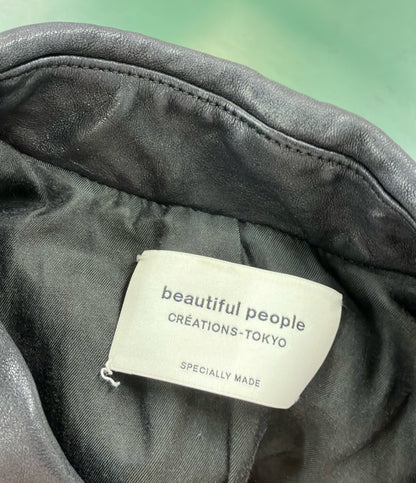 beautiful people
CRÉATIONS-TOKYO
SPECIALLY MADE